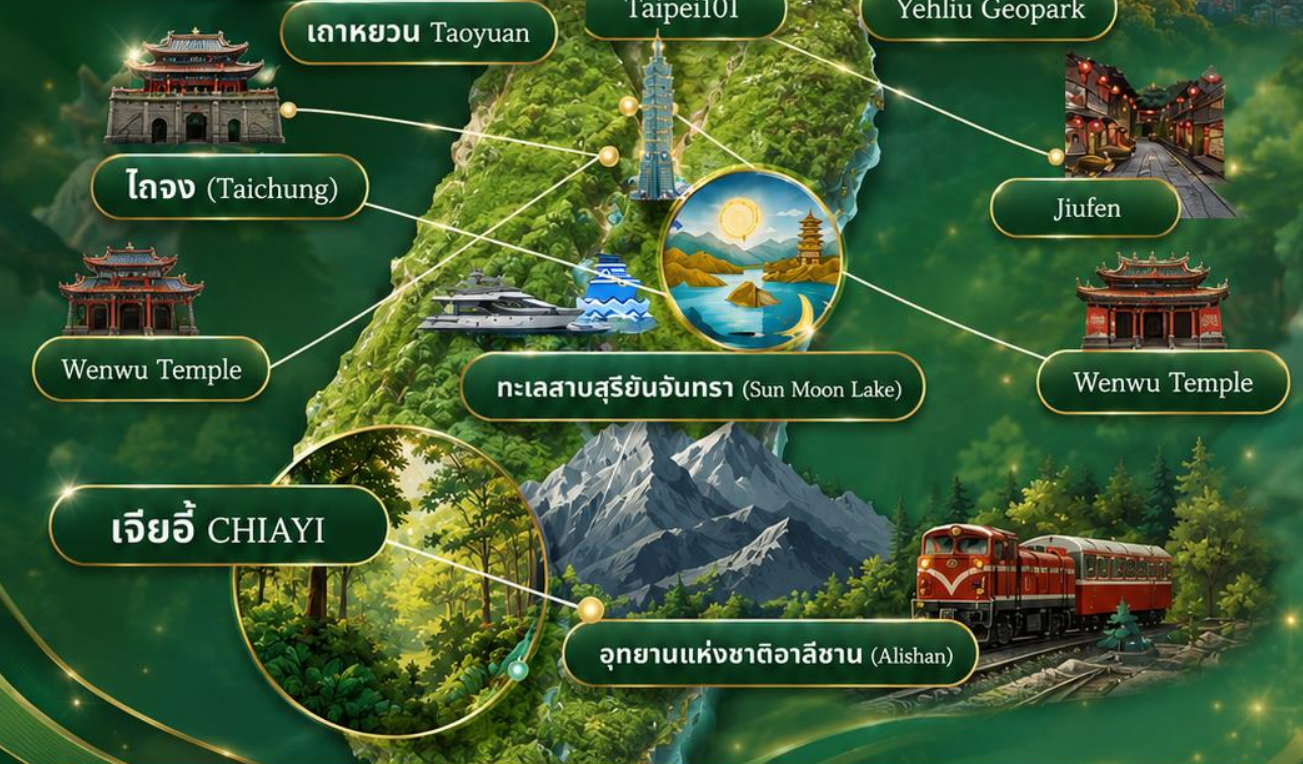 เถาหยวน Taoyuan
Taipei101
Yehliu Geopark
ไถจง (Taichung)
Jiufen
Wenwu Temple
ทะเลสาบสุริยันจันทรา (Sun Moon Lake)
Wenwu Temple
เจียอี้ CHIAYI
อุทยานแห่งชาติอาลีชาน (Alishan)